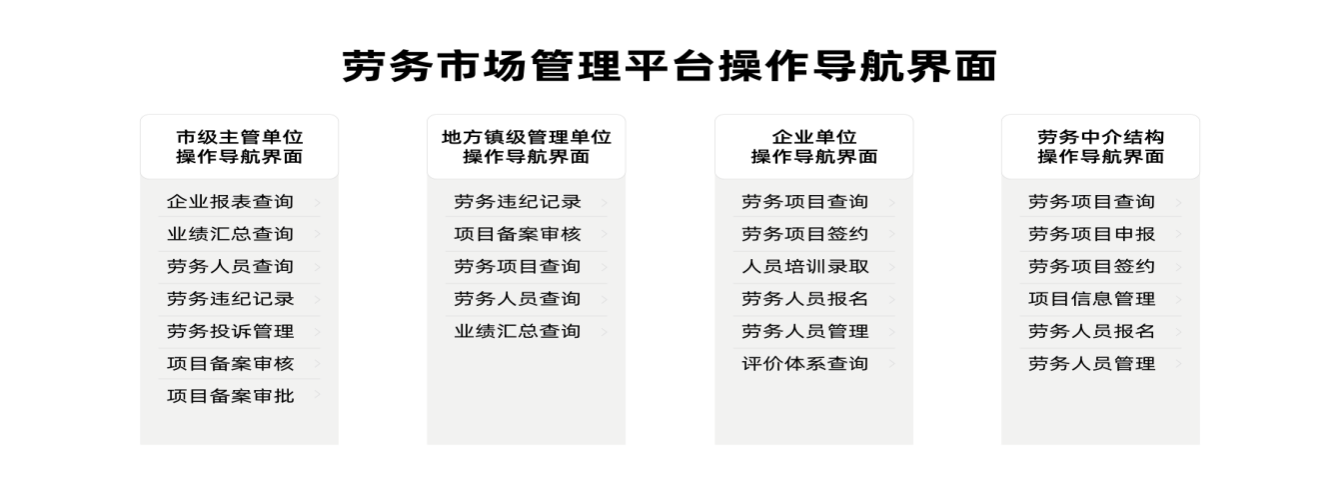 劳务市场管理平台操作导航界面
市级主管单位
操作导航界面
企业报表查询
业绩汇总查询
劳务人员查询
劳务违纪记录
劳务投诉管理
项目备案审核
项目备案审批
地方镇级管理单位
操作导航界面
劳务违纪记录
项目备案审核
劳务项目查询
劳务人员查询
业绩汇总查询
企业单位
操作导航界面
劳务项目查询
劳务项目签约
人员培训录取
劳务人员报名
劳务人员管理
评价体系查询
劳务中介结构
操作导航界面
劳务项目查询
劳务项目申报
劳务项目签约
项目信息管理
劳务人员报名
劳务人员管理